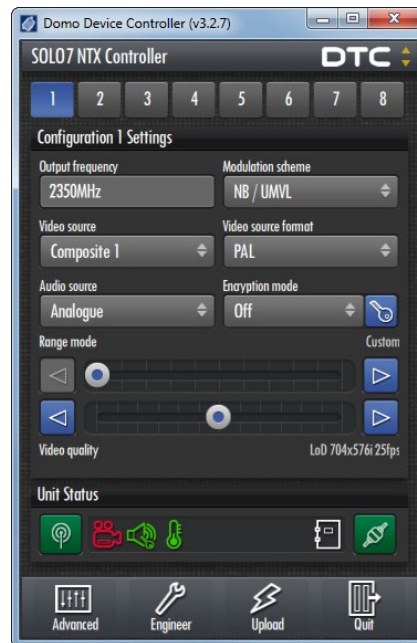 Domo Device Controller (v3.2.7)
SOLO7 NTX Controller DTC
1 2 3 4 5 6 7 8
Configuration 1 Settings
Output frequency Modulation scheme
2350MHz NB / UMVL
Video source Video source format
Composite 1 PAL
Audio source Encryption mode
Analogue Off
Range mode Custom
Video quality LoD 704x576i 25fps
Unit Status
Advanced Engineer Upload Quit